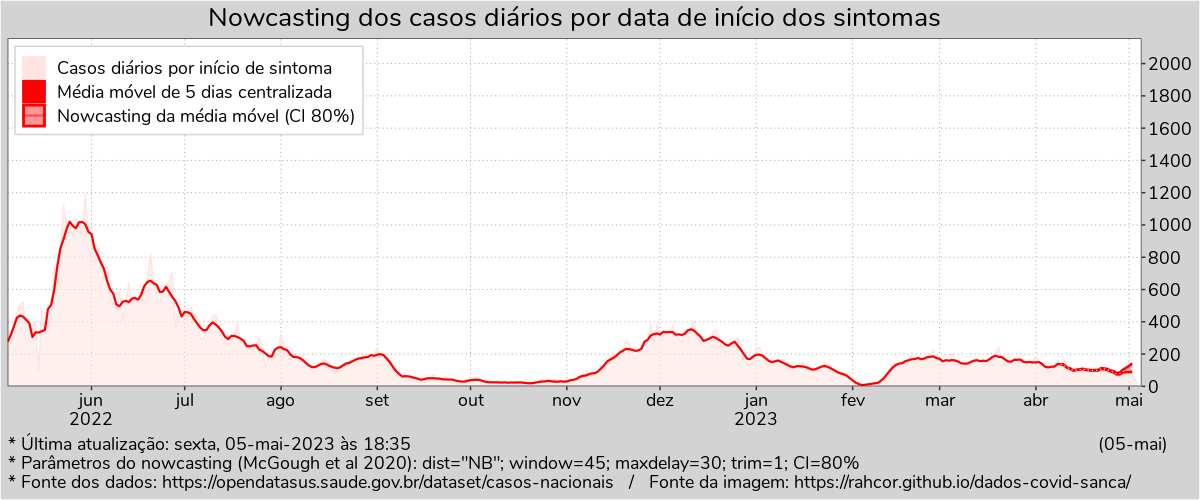 Nowcasting dos casos diários por data de início dos sintomas
Casos diários por início de sintoma
Média móvel de 5 dias centralizada
Nowcasting da média móvel (CI 80%)
2000
1800
1600
1400
1200
1000
800
600
400
200
0
jun jul ago set out nov dez jan fev mar abr mai
2022 2023
* Última atualização: sexta, 05-mai-2023 às 18:35 (05-mai)
* Parâmetros do nowcasting (McGough et al 2020): dist="NB"; window=45; maxdelay=30; trim=1; CI=80%
* Fonte dos dados: https://opendatasus.saude.gov.br/dataset/casos-nacionais / Fonte da imagem: https://rahcor.github.io/dados-covid-sanca/